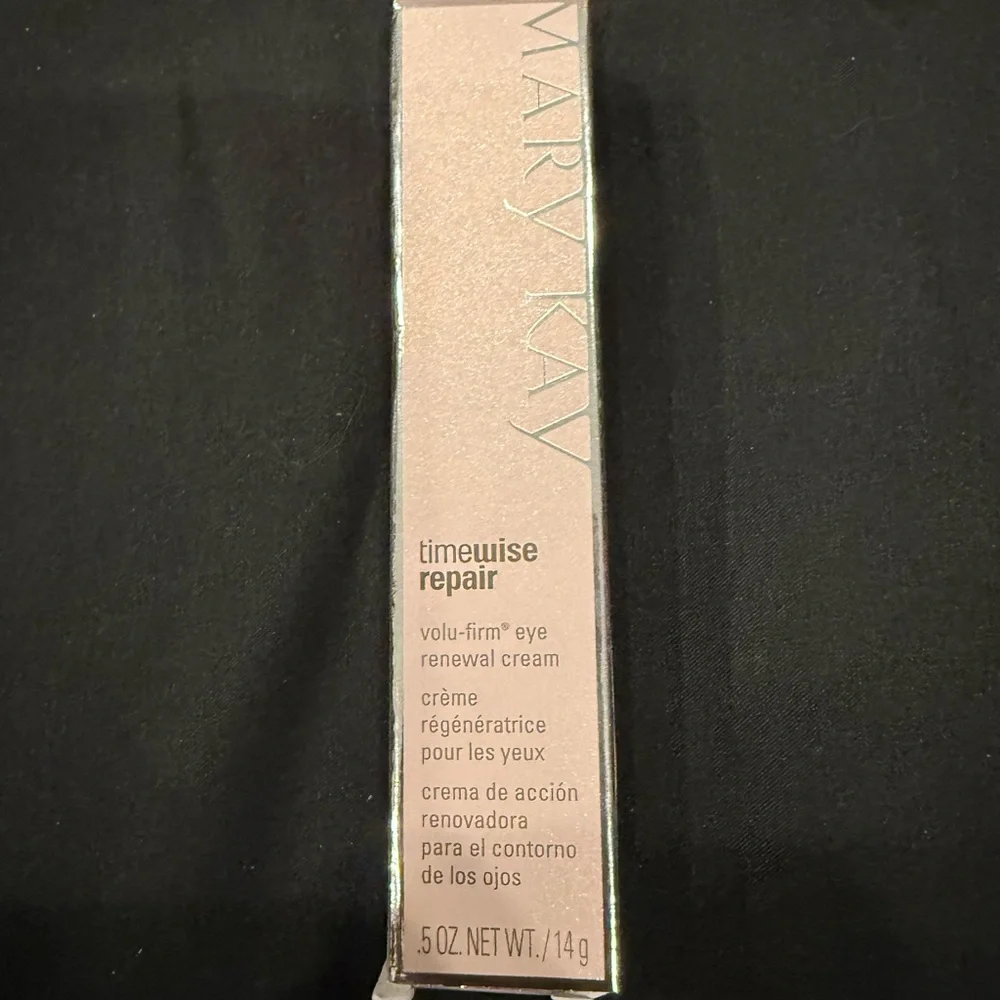 MARY KAY
timewise
repair
volu-firm® eye
renewal cream
crème
régénératrice
pour les yeux
crema de acción
renovadora
para el contorno
de los ojos
.5 OZ. NET WT. / 14 g